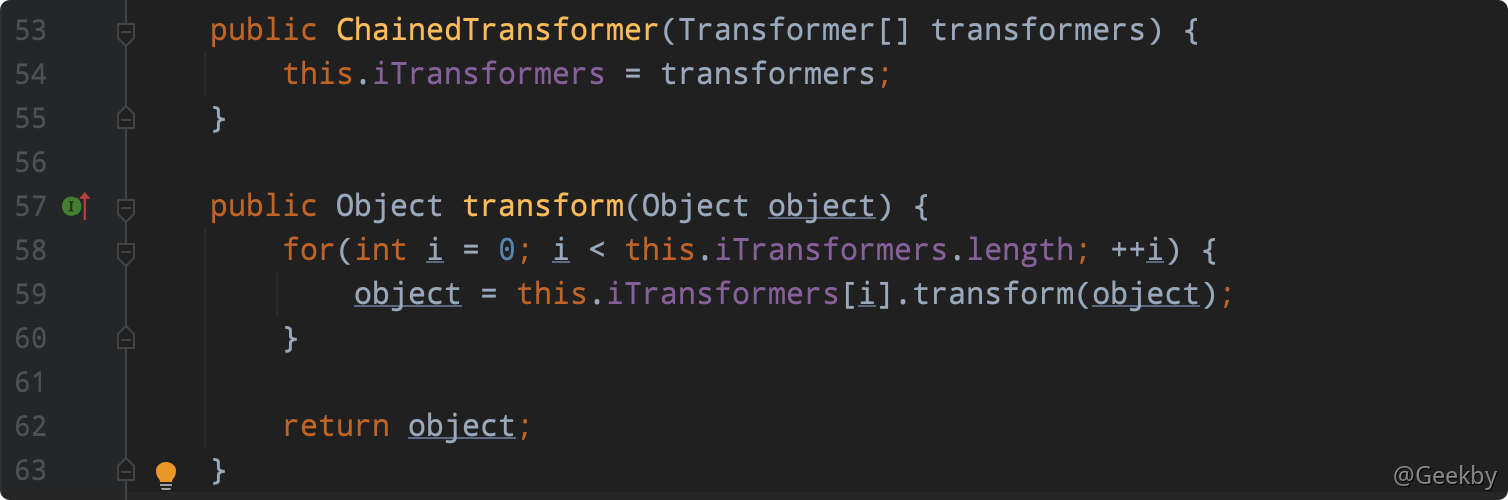 53 public ChainedTransformer(Transformer[] transformers) {
54 this.iTransformers = transformers;
55 }
56
57 public Object transform(Object object) {
58 for(int i = 0; i < this.iTransformers.length; ++i) {
59 object = this.iTransformers[i].transform(object);
60 }
61
62 return object;
63 }
@Geekby